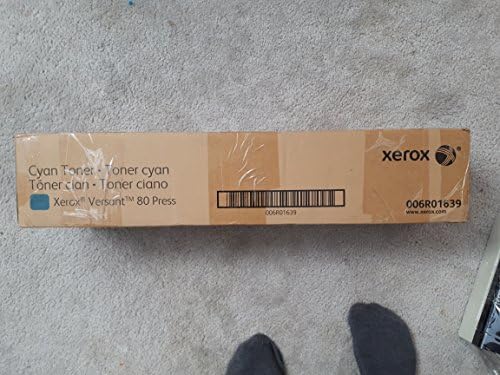 Cyan Toner • Toner cyan
Tóner cian • Toner ciano
Xerox® Versant™ 80 Press
006R01639
xerox
006R01639
www.xerox.com